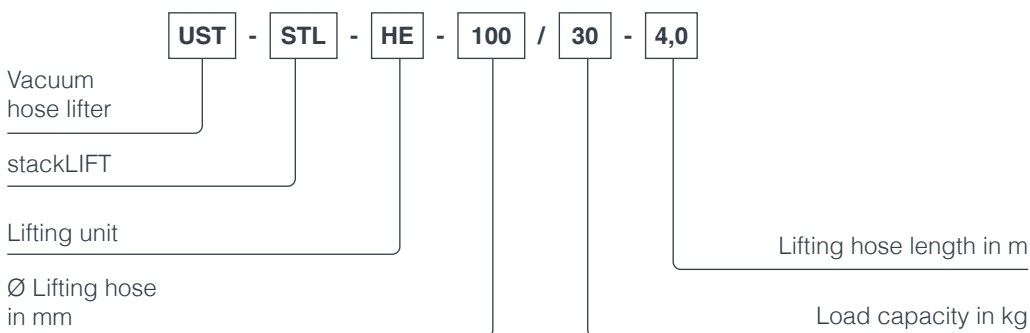 UST - STL - HE - 100 / 30 - 4,0
Vacuum
hose lifter
stackLIFT
Lifting unit
Lifting hose length in m
Ø Lifting hose
in mm
Load capacity in kg